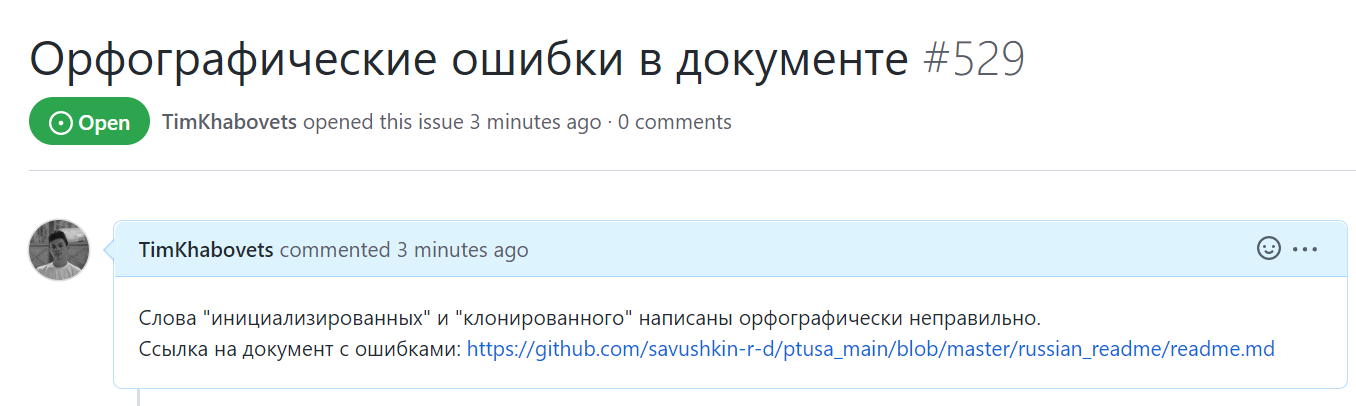 Орфографические ошибки в документе #529
Open TimKhabovets opened this issue 3 minutes ago · 0 comments
TimKhabovets commented 3 minutes ago
Слова "инициализированных" и "клонированного" написаны орфографически неправильно.
Ссылка на документ с ошибками: https://github.com/savushkin-r-d/ptusa_main/blob/master/russian_readme/readme.md